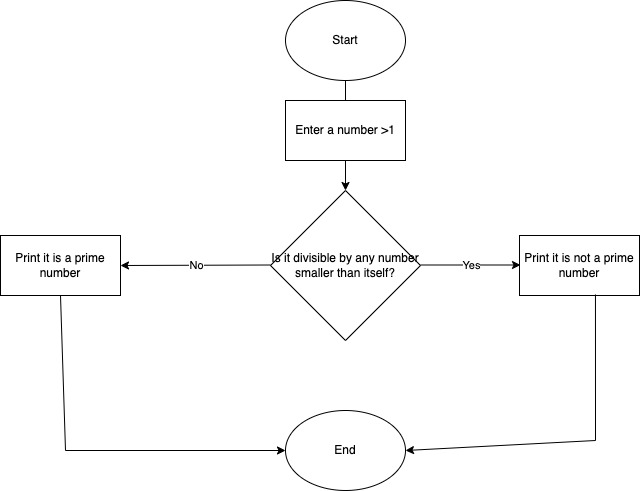 Start
Enter a number >1
Is it divisible by any number
smaller than itself?
No
Yes
Print it is a prime
number
Print it is not a prime
number
End